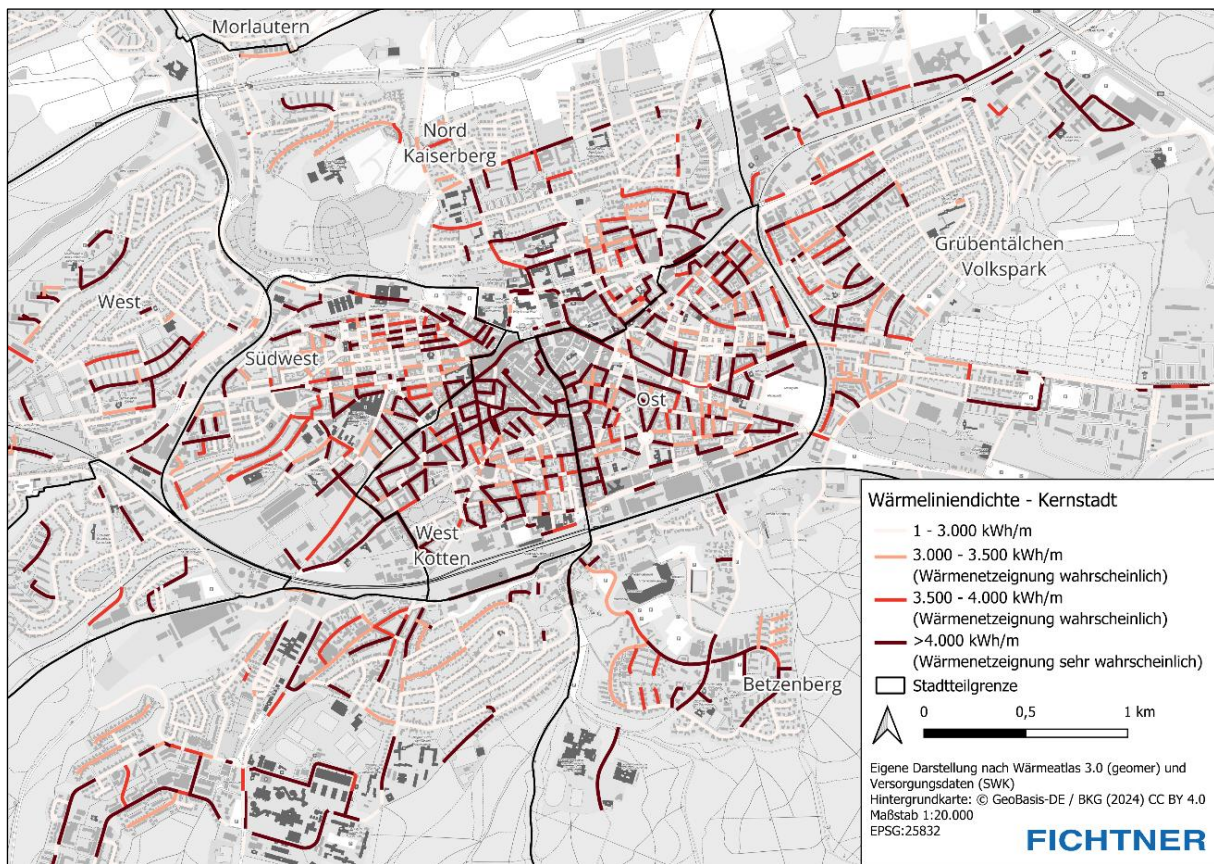 Morlautern
Nord
Kaiserberg
Grübentälchen
Volkspark
West
Südwest
Ost
West
Kotten
Betzenberg
Wärmeliniendichte - Kernstadt
1 - 3.000 kWh/m
3.000 - 3.500 kWh/m
(Wärmenetzeignung wahrscheinlich)
3.500 - 4.000 kWh/m
(Wärmenetzeignung wahrscheinlich)
>4.000 kWh/m
(Wärmenetzeignung sehr wahrscheinlich)
Stadtteilgrenze
0 0,5 1 km
Eigene Darstellung nach Wärmeatlas 3.0 (geomer) und
Versorgungsdaten (SWK)
Hintergrundkarte: © GeoBasis-DE / BKG (2024) CC BY 4.0
Maßstab 1:20.000
EPSG:25832
FICHTNER